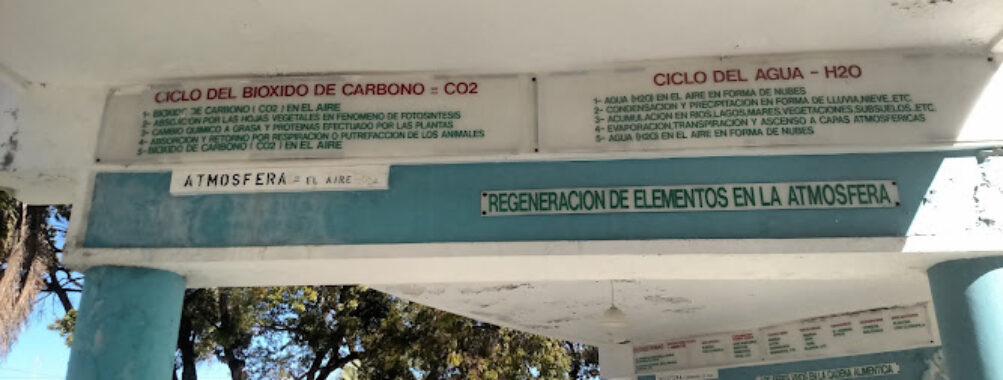 CICLO DEL BIOXIDO DE CARBONO = CO2
1- BIOXIDO DE CARBONO ( CO2 ) EN EL AIRE
2- ABSORCION POR LAS HOJAS VEGETALES EN FENOMENO DE FOTOSINTESIS
3- CAMBIO QUIMICO A GRASA Y PROTEINAS EFECTUADO POR LAS PLANTAS
4- ABSORCION Y RETORNO POR RESPIRACION O PUTREFACCION DE LOS ANIMALES
5- BIOXIDO DE CARBONO ( CO2 ) EN EL AIRE
CICLO DEL AGUA - H2O
1- AGUA (H2O) EN EL AIRE EN FORMA DE NUBES
2- CONDENSACION Y PRECIPITACION EN FORMA DE LLUVIA,NIEVE,ETC
3- ACUMULACION EN RIOS,LAGOS,MARES,VEGETACIONES,SUBSUELOS,ETC.
4- EVAPORACION,TRANSPIRACION Y ASCENSO A CAPAS ATMOSFERICAS
5- AGUA (H2O) EN EL AIRE EN FORMA DE NUBES
ATMOSFERA = EL AIRE
REGENERACION DE ELEMENTOS EN LA ATMOSFERA
EN LA CADENA ALIMENTICIA